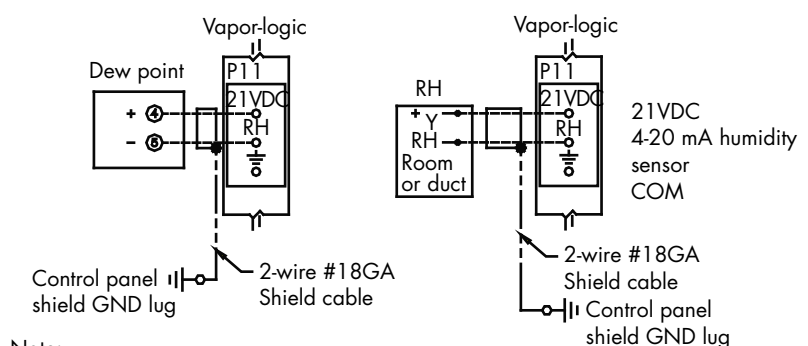 Vapor-logic
Dew point
P11
21VDC
+ 4
RH
− 5
Control panel
shield GND lug
2-wire #18GA
Shield cable
Vapor-logic
RH
P11
21VDC
+ Y
RH
RH
Room
or duct
21VDC
4-20 mA humidity
sensor
COM
2-wire #18GA
Shield cable
Control panel
shield GND lug